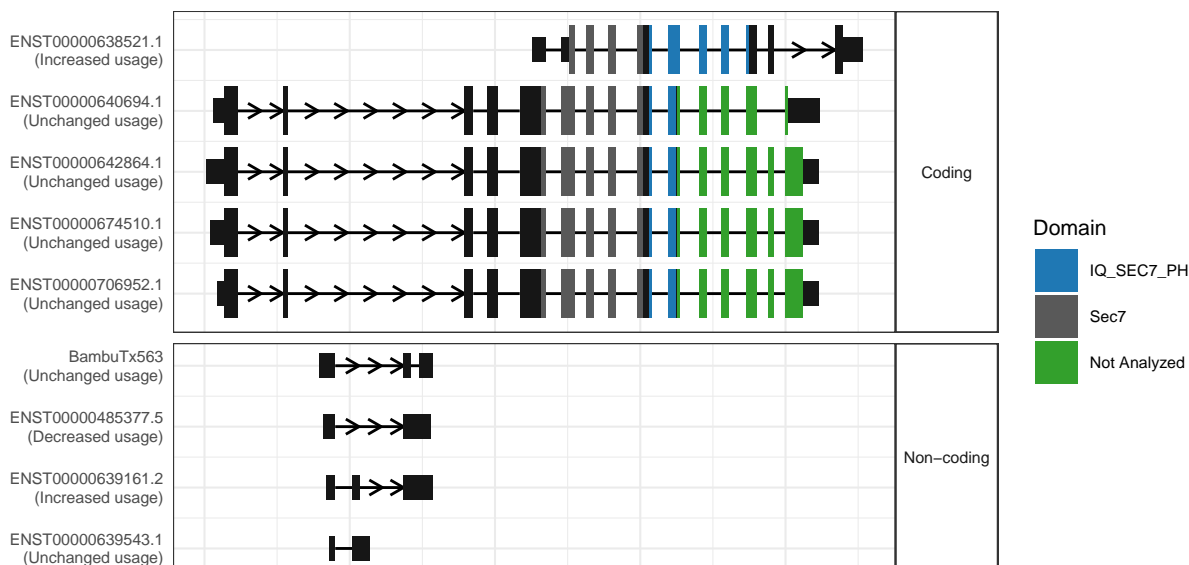 ENST00000638521.1
(Increased usage)
ENST00000640694.1
(Unchanged usage)
ENST00000642864.1
(Unchanged usage)
ENST00000674510.1
(Unchanged usage)
ENST00000706952.1
(Unchanged usage)
Coding
BambuTx563
(Unchanged usage)
ENST00000485377.5
(Decreased usage)
ENST00000639161.2
(Increased usage)
ENST00000639543.1
(Unchanged usage)
Non−coding
Domain
IQ_SEC7_PH
Sec7
Not Analyzed